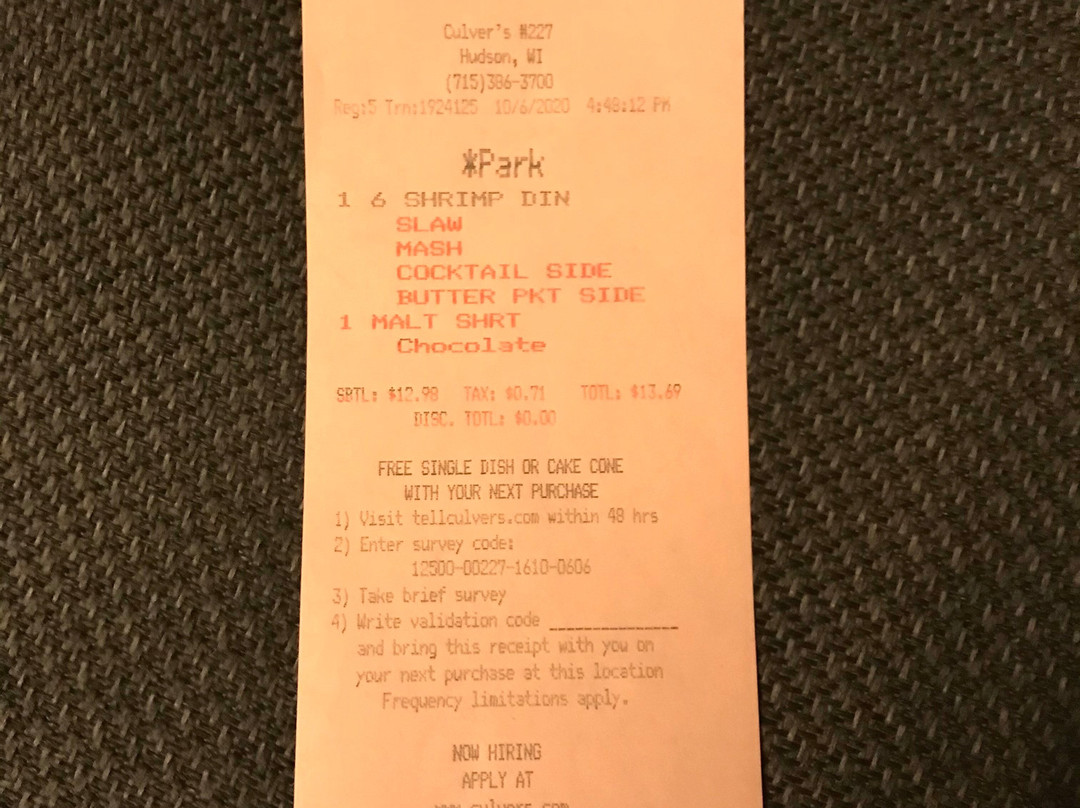 Culver's #227
Hudson, WI
(715)386-3700
Reg:5 Trn:1924125 10/6/2020 4:48:12 PM
*Park
1 6 SHRIMP DIN
SLAW
MASH
COCKTAIL SIDE
BUTTER PKT SIDE
1 MALT SHRT
Chocolate
SBTL: $12.98 TAX: $0.71 TOTL: $13.69
DISC. TOTL: $0.00
FREE SINGLE DISH OR CAKE CONE
WITH YOUR NEXT PURCHASE
1) Visit tellculvers.com within 48 hrs
2) Enter survey code:
12500-00227-1610-0606
3) Take brief survey
4) Write validation code _______________
and bring this receipt with you on
your next purchase at this location
Frequency limitations apply.
NOW HIRING
APPLY AT